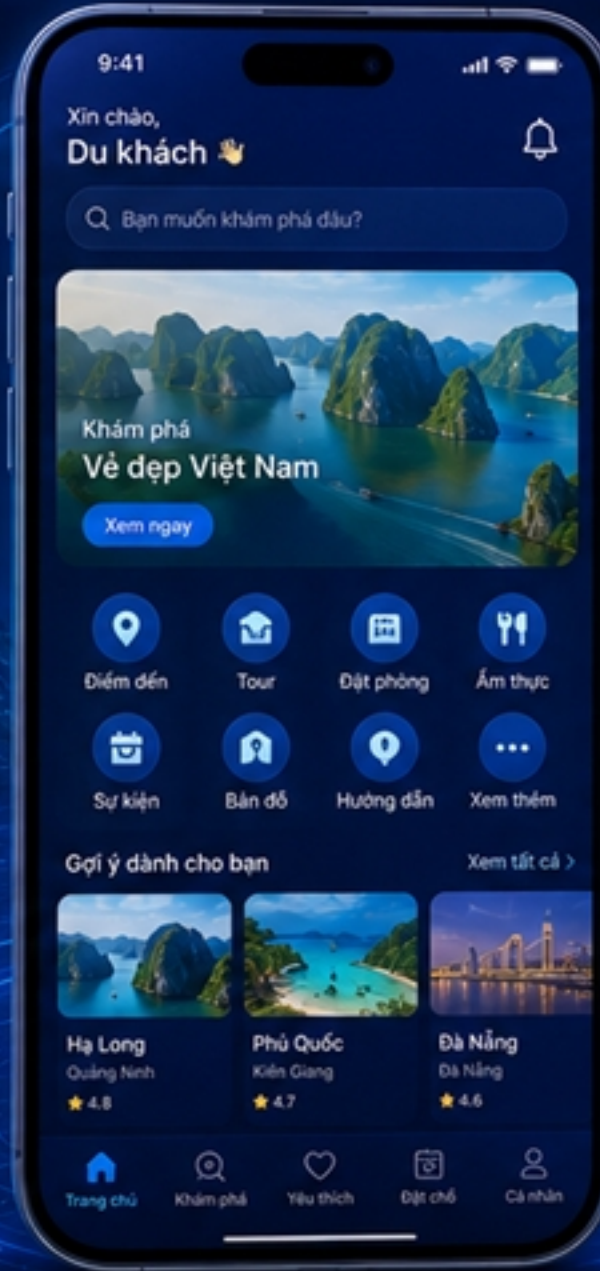 9:41
Xin chào,
Du khách 👋
Bạn muốn khám phá đâu?
Khám phá
Vẻ đẹp Việt Nam
Xem ngay
Điểm đến
Tour
Đặt phòng
Ẩm thực
Sự kiện
Bản đồ
Hướng dẫn
Xem thêm
Gợi ý dành cho bạn
Xem tất cả >
Hạ Long
Quảng Ninh
⭐ 4.8
Phú Quốc
Kiên Giang
⭐ 4.7
Đà Nẵng
Đà Nẵng
⭐ 4.6
Trang chủ
Khám phá
Yêu thích
Đặt chỗ
Cá nhân